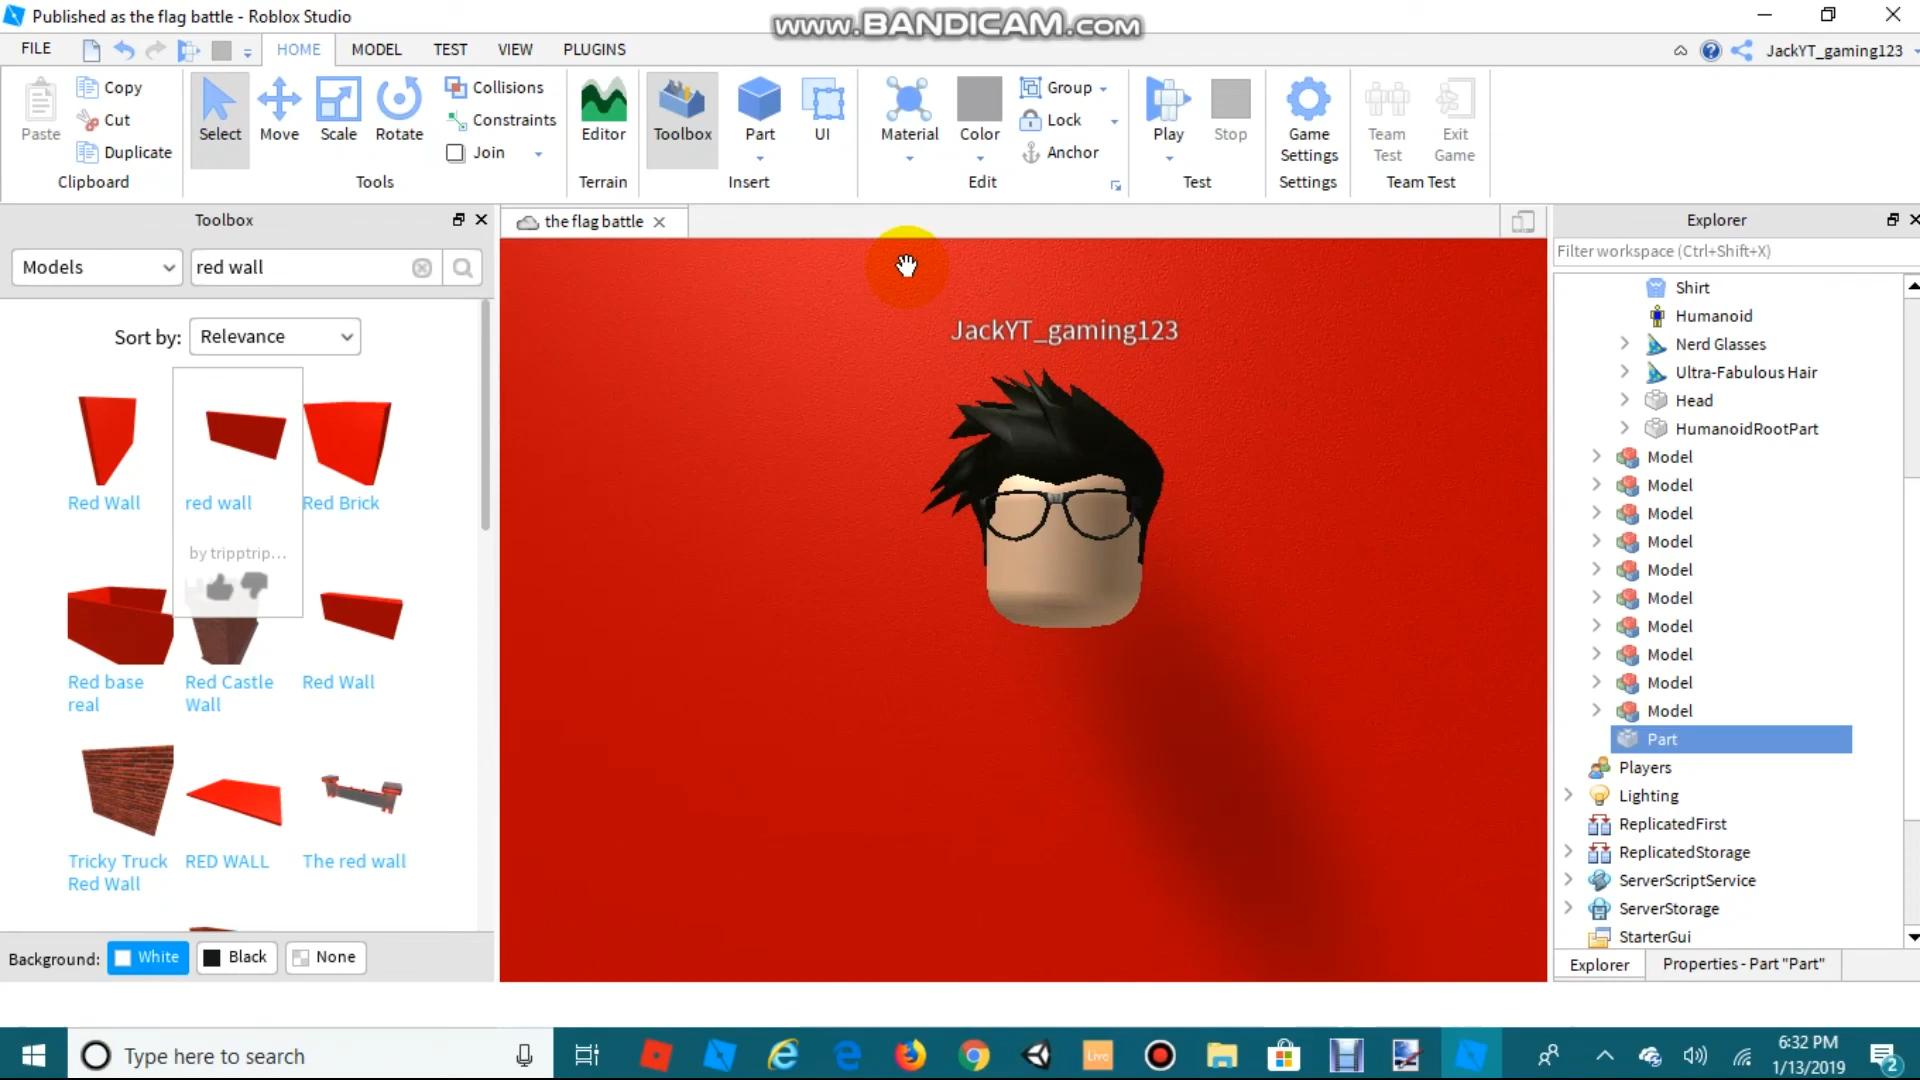 Published as the flag battle - Roblox Studio
www.BANDICAM.com
FILE HOME MODEL TEST VIEW PLUGINS JackYT_gaming123
Paste Copy Cut Duplicate
Clipboard
Select Move Scale Rotate Collisions Constraints Join
Tools
Editor
Terrain
Toolbox Part UI
Insert
Material Color Group Lock Anchor
Edit
Play Stop
Test
Game Settings
Settings
Team Test Exit Game
Team Test
Toolbox
Models red wall
Sort by: Relevance
Red Wall red wall Red Brick
by tripptrip...
Red base real
Red Castle Wall
Red Wall
Tricky Truck Red Wall
RED WALL
The red wall
Background: White Black None
the flag battle
JackYT_gaming123
Explorer
Filter workspace (Ctrl+Shift+X)
Shirt
Humanoid
Nerd Glasses
Ultra-Fabulous Hair
Head
HumanoidRootPart
Model
Model
Model
Model
Model
Model
Model
Model
Model
Model
Part
Players
Lighting
ReplicatedFirst
ReplicatedStorage
ServerScriptService
ServerStorage
StarterGui
Explorer Properties - Part "Part"
Type here to search
Live
6:32 PM
1/13/2019
2